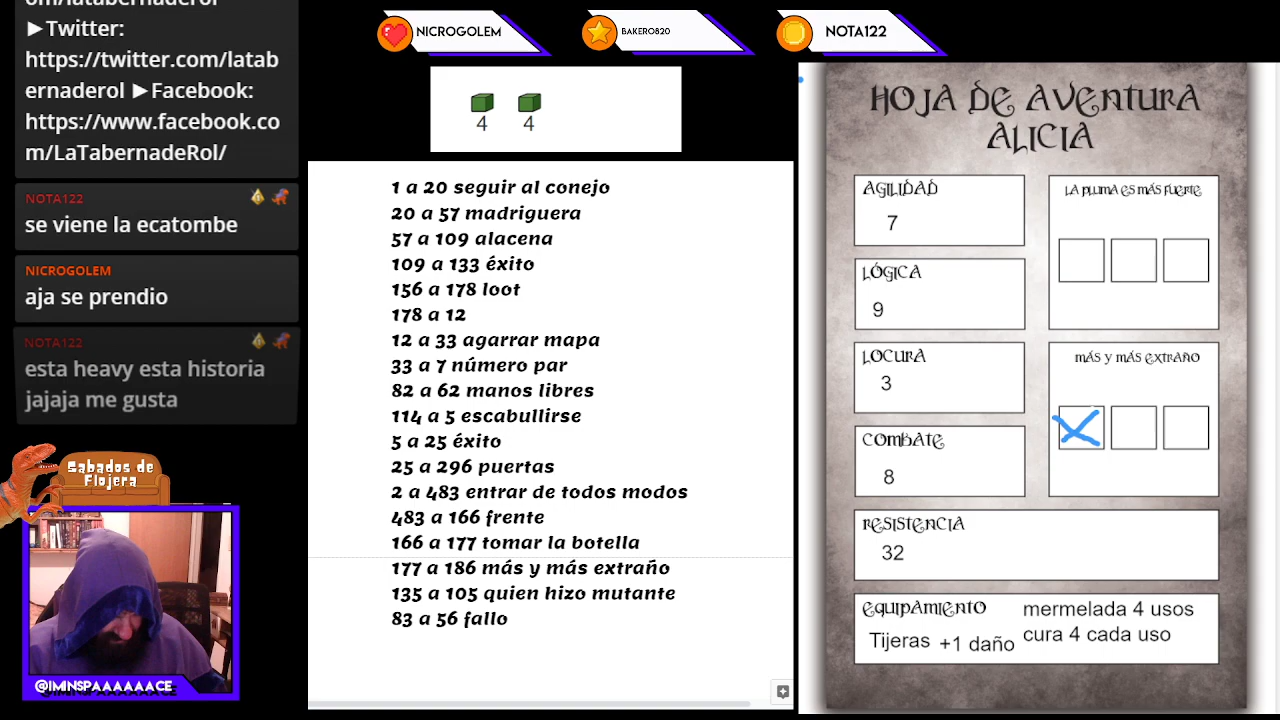 om/latabernaderol
►Twitter:
https://twitter.com/latab
ernaderol ►Facebook:
https://www.facebook.co
m/LaTabernadeRol/
NOTA122
se viene la ecatombe
NICROGOLEM
aja se prendio
NOTA122
esta heavy esta historia
jajaja me gusta
Sabados de
Flojera
@IMINSPAAAAAACE
NICROGOLEM
BAKERO820
NOTA122
4 4
1 a 20 seguir al conejo
20 a 57 madriguera
57 a 109 alacena
109 a 133 éxito
156 a 178 loot
178 a 12
12 a 33 agarrar mapa
33 a 7 número par
82 a 62 manos libres
114 a 5 escabullirse
5 a 25 éxito
25 a 296 puertas
2 a 483 entrar de todos modos
483 a 166 frente
166 a 177 tomar la botella
177 a 186 más y más extraño
135 a 105 quien hizo mutante
83 a 56 fallo
HOJA DE AVENTURA
ALICIA
AGILIDAD
7
LÓGICA
9
LOCURA
3
COMBATE
8
LA PLUMA ES MÁS FUERTE
MÁS Y MÁS EXTRAÑO
RESISTENCIA
32
EQUIPAMIENTO
Tijeras +1 daño
mermelada 4 usos
cura 4 cada uso